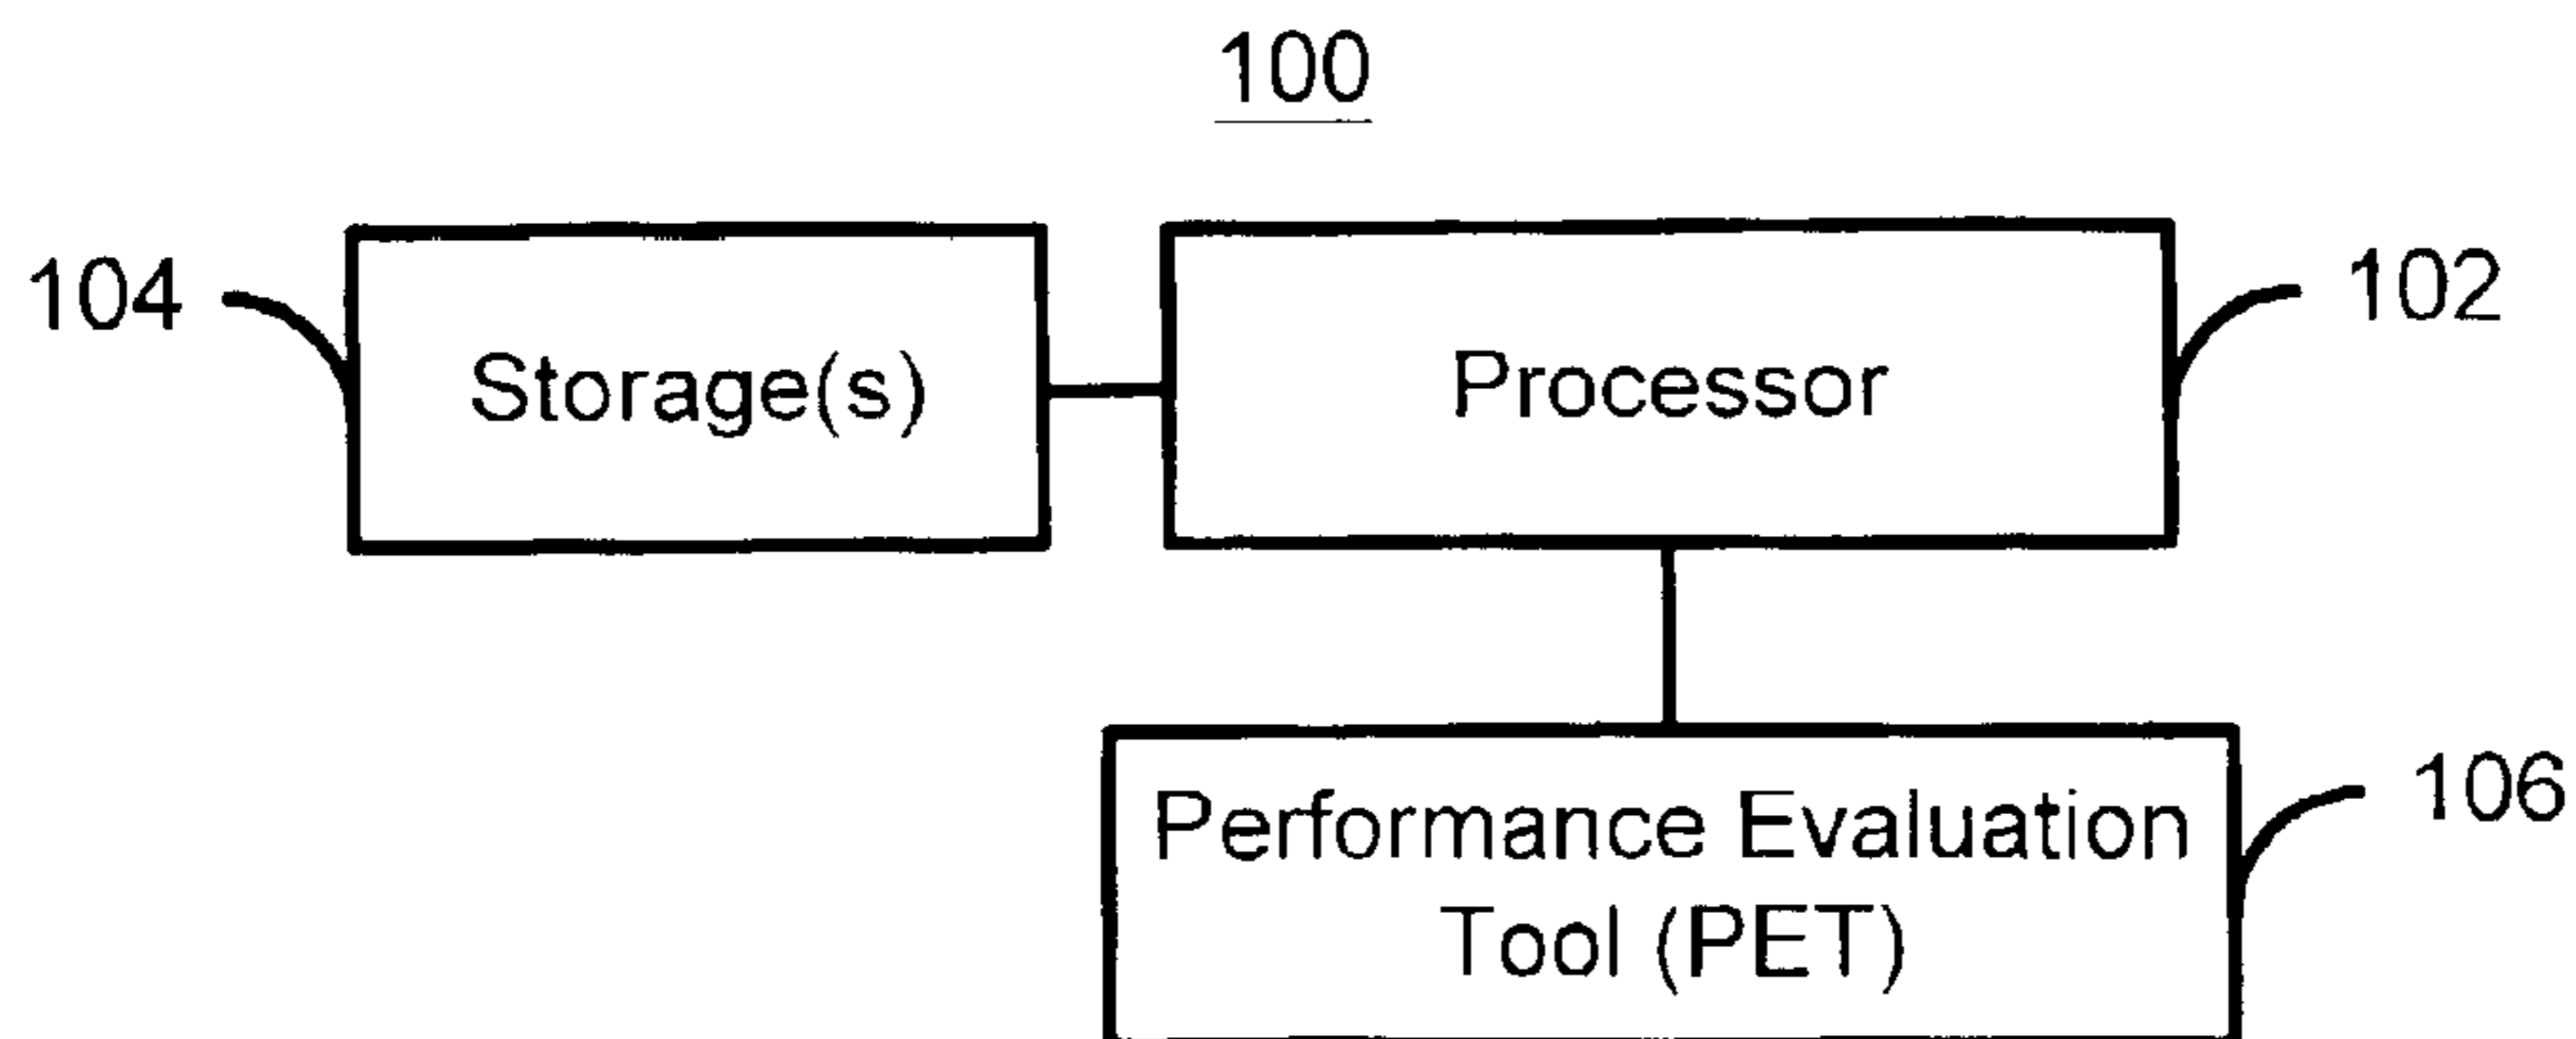 100
104
Storage(s)
Processor
102
Performance Evaluation
Tool (PET)
106